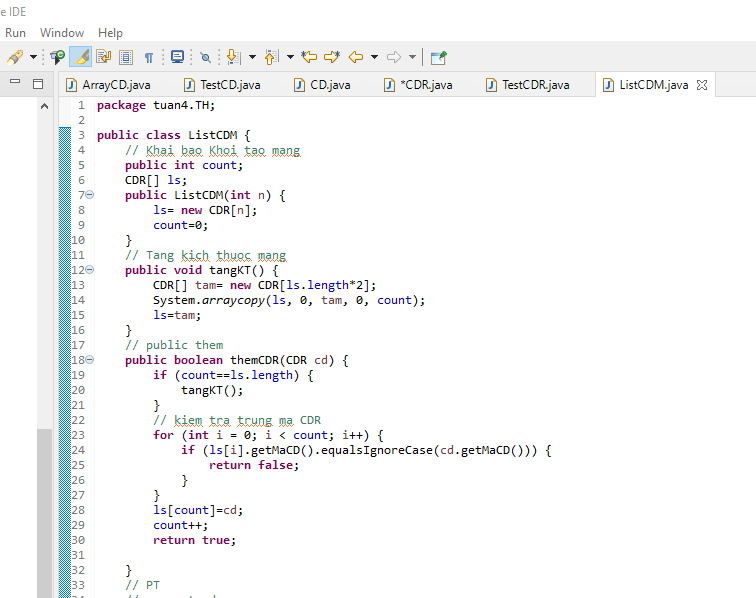 e IDE
Run Window Help
ArrayCD.java TestCD.java CD.java *CDR.java TestCDR.java ListCDM.java
1 package tuan4.TH;
2
3 public class ListCDM {
4 // Khai bao Khoi tao mang
5 public int count;
6 CDR[] ls;
7 public ListCDM(int n) {
8 ls= new CDR[n];
9 count=0;
10 }
11 // Tang kich thuoc mang
12 public void tangKT() {
13 CDR[] tam= new CDR[ls.length*2];
14 System.arraycopy(ls, 0, tam, 0, count);
15 ls=tam;
16 }
17 // public them
18 public boolean themCDR(CDR cd) {
19 if (count==ls.length) {
20 tangKT();
21 }
22 // kiem tra trung ma CDR
23 for (int i = 0; i < count; i++) {
24 if (ls[i].getMaCD().equalsIgnoreCase(cd.getMaCD())) {
25 return false;
26 }
27 }
28 ls[count]=cd;
29 count++;
30 return true;
31
32 }
33 // PT